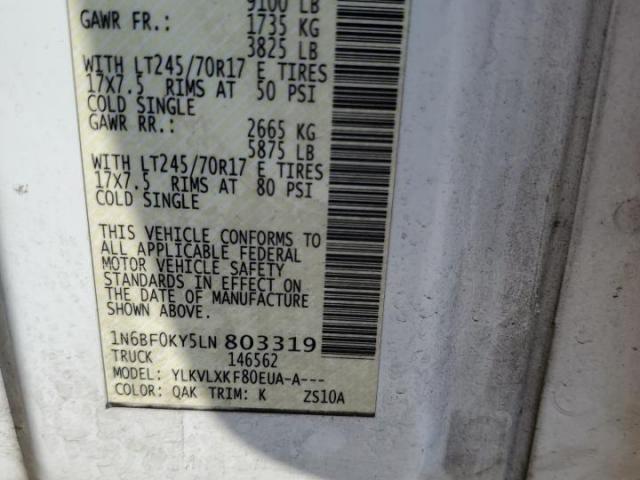 9100 LB
GAWR FR.: 1735 KG
3825 LB
WITH LT245/70R17 E TIRES
17X7.5 RIMS AT 50 PSI
COLD SINGLE
GAWR RR.: 2665 KG
5875 LB
WITH LT245/70R17 E TIRES
17X7.5 RIMS AT 80 PSI
COLD SINGLE
THIS VEHICLE CONFORMS TO
ALL APPLICABLE FEDERAL
MOTOR VEHICLE SAFETY
STANDARDS IN EFFECT ON
THE DATE OF MANUFACTURE
SHOWN ABOVE.
1N6BF0KY5LN 803319
TRUCK 146562
MODEL: YLKVLXKF80EUA-A---
COLOR: QAK TRIM: K ZS10A